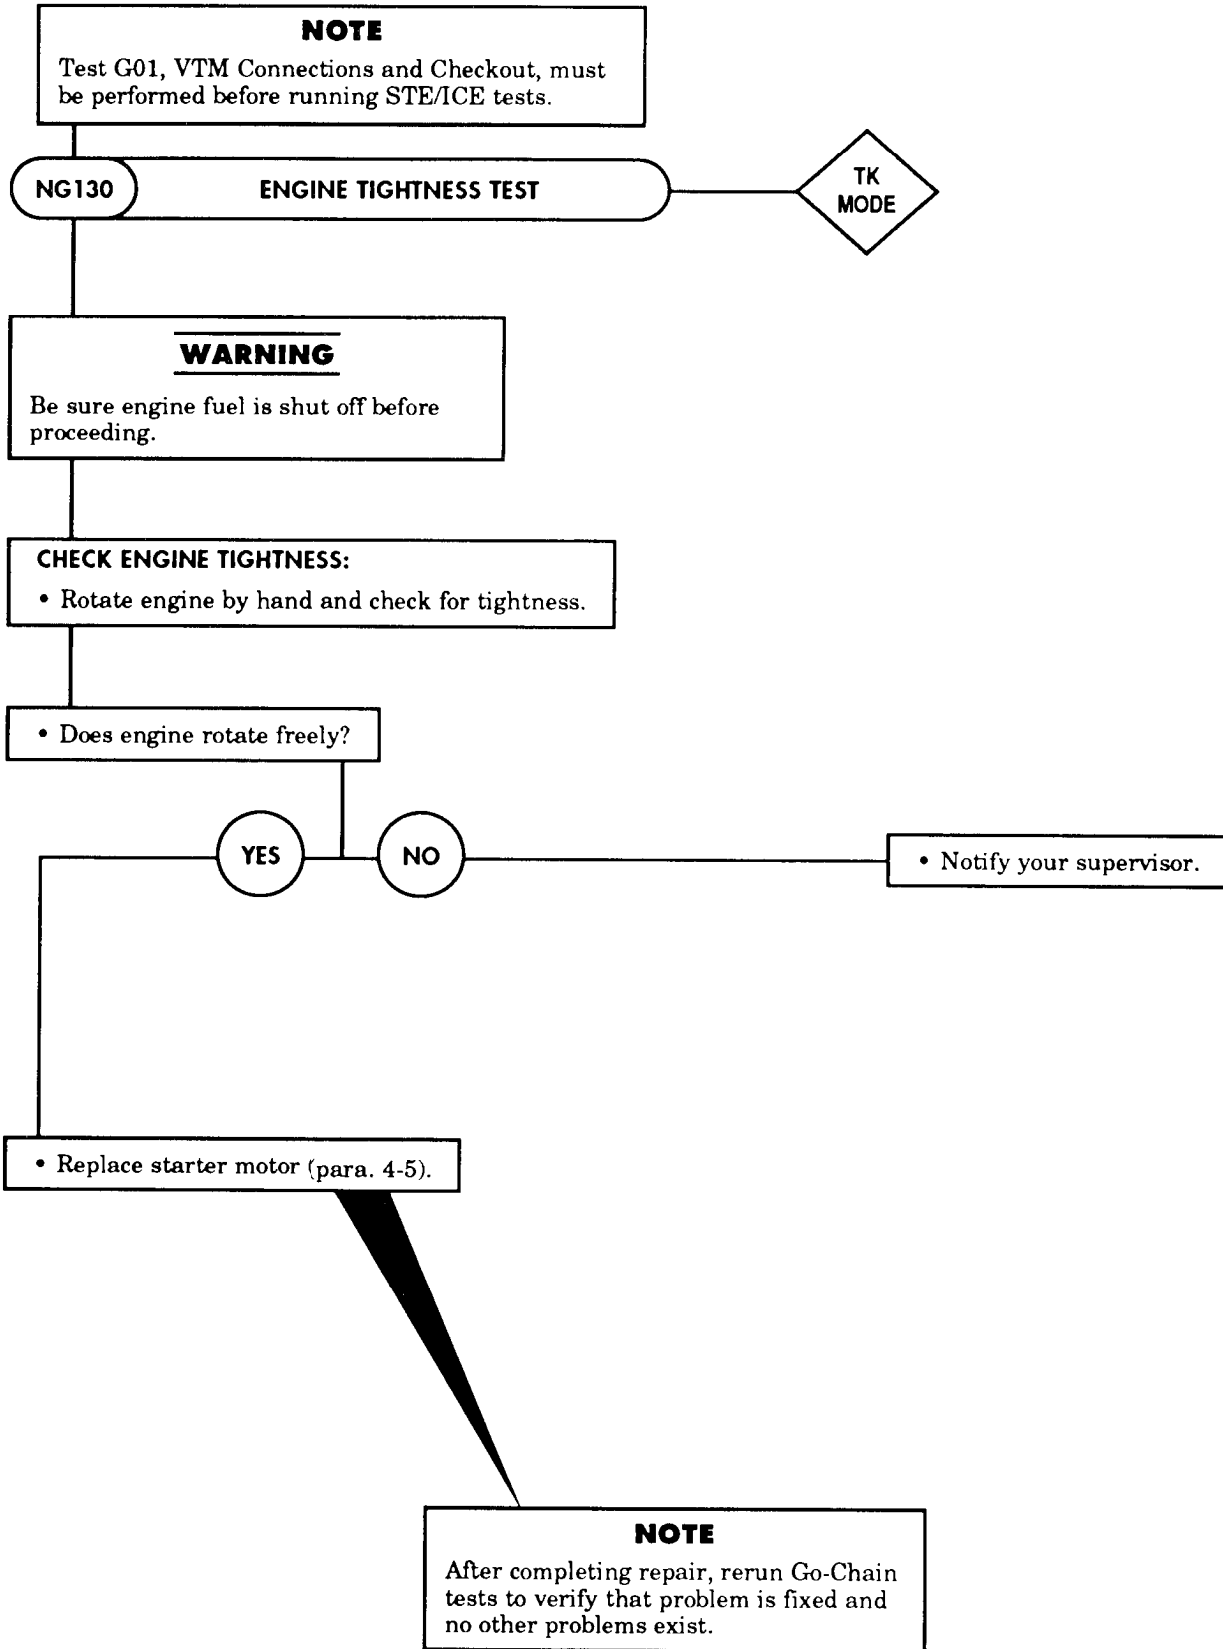 NOTE
Test G01, VTM Connections and Checkout, must
be performed before running STE/ICE tests.
NG130
ENGINE TIGHTNESS TEST
TK
MODE
WARNING
Be sure engine fuel is shut off before
proceeding.
CHECK ENGINE TIGHTNESS:
• Rotate engine by hand and check for tightness.
• Does engine rotate freely?
YES
NO
• Notify your supervisor.
• Replace starter motor (para. 4-5).
NOTE
After completing repair, rerun Go-Chain
tests to verify that problem is fixed and
no other problems exist.